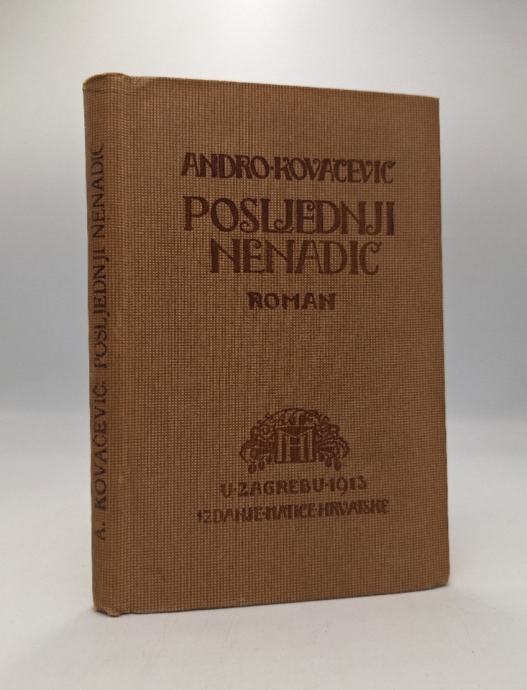 A. KOVAČEVIĆ: POSLJEDNJI NENADIĆ
ANDRO·KOVAČEVIĆ
POSLJEDNJI
NENADIĆ
ROMAN
U·ZAGREBU·1913
IZDANJE·MATICE·HRVATSKE